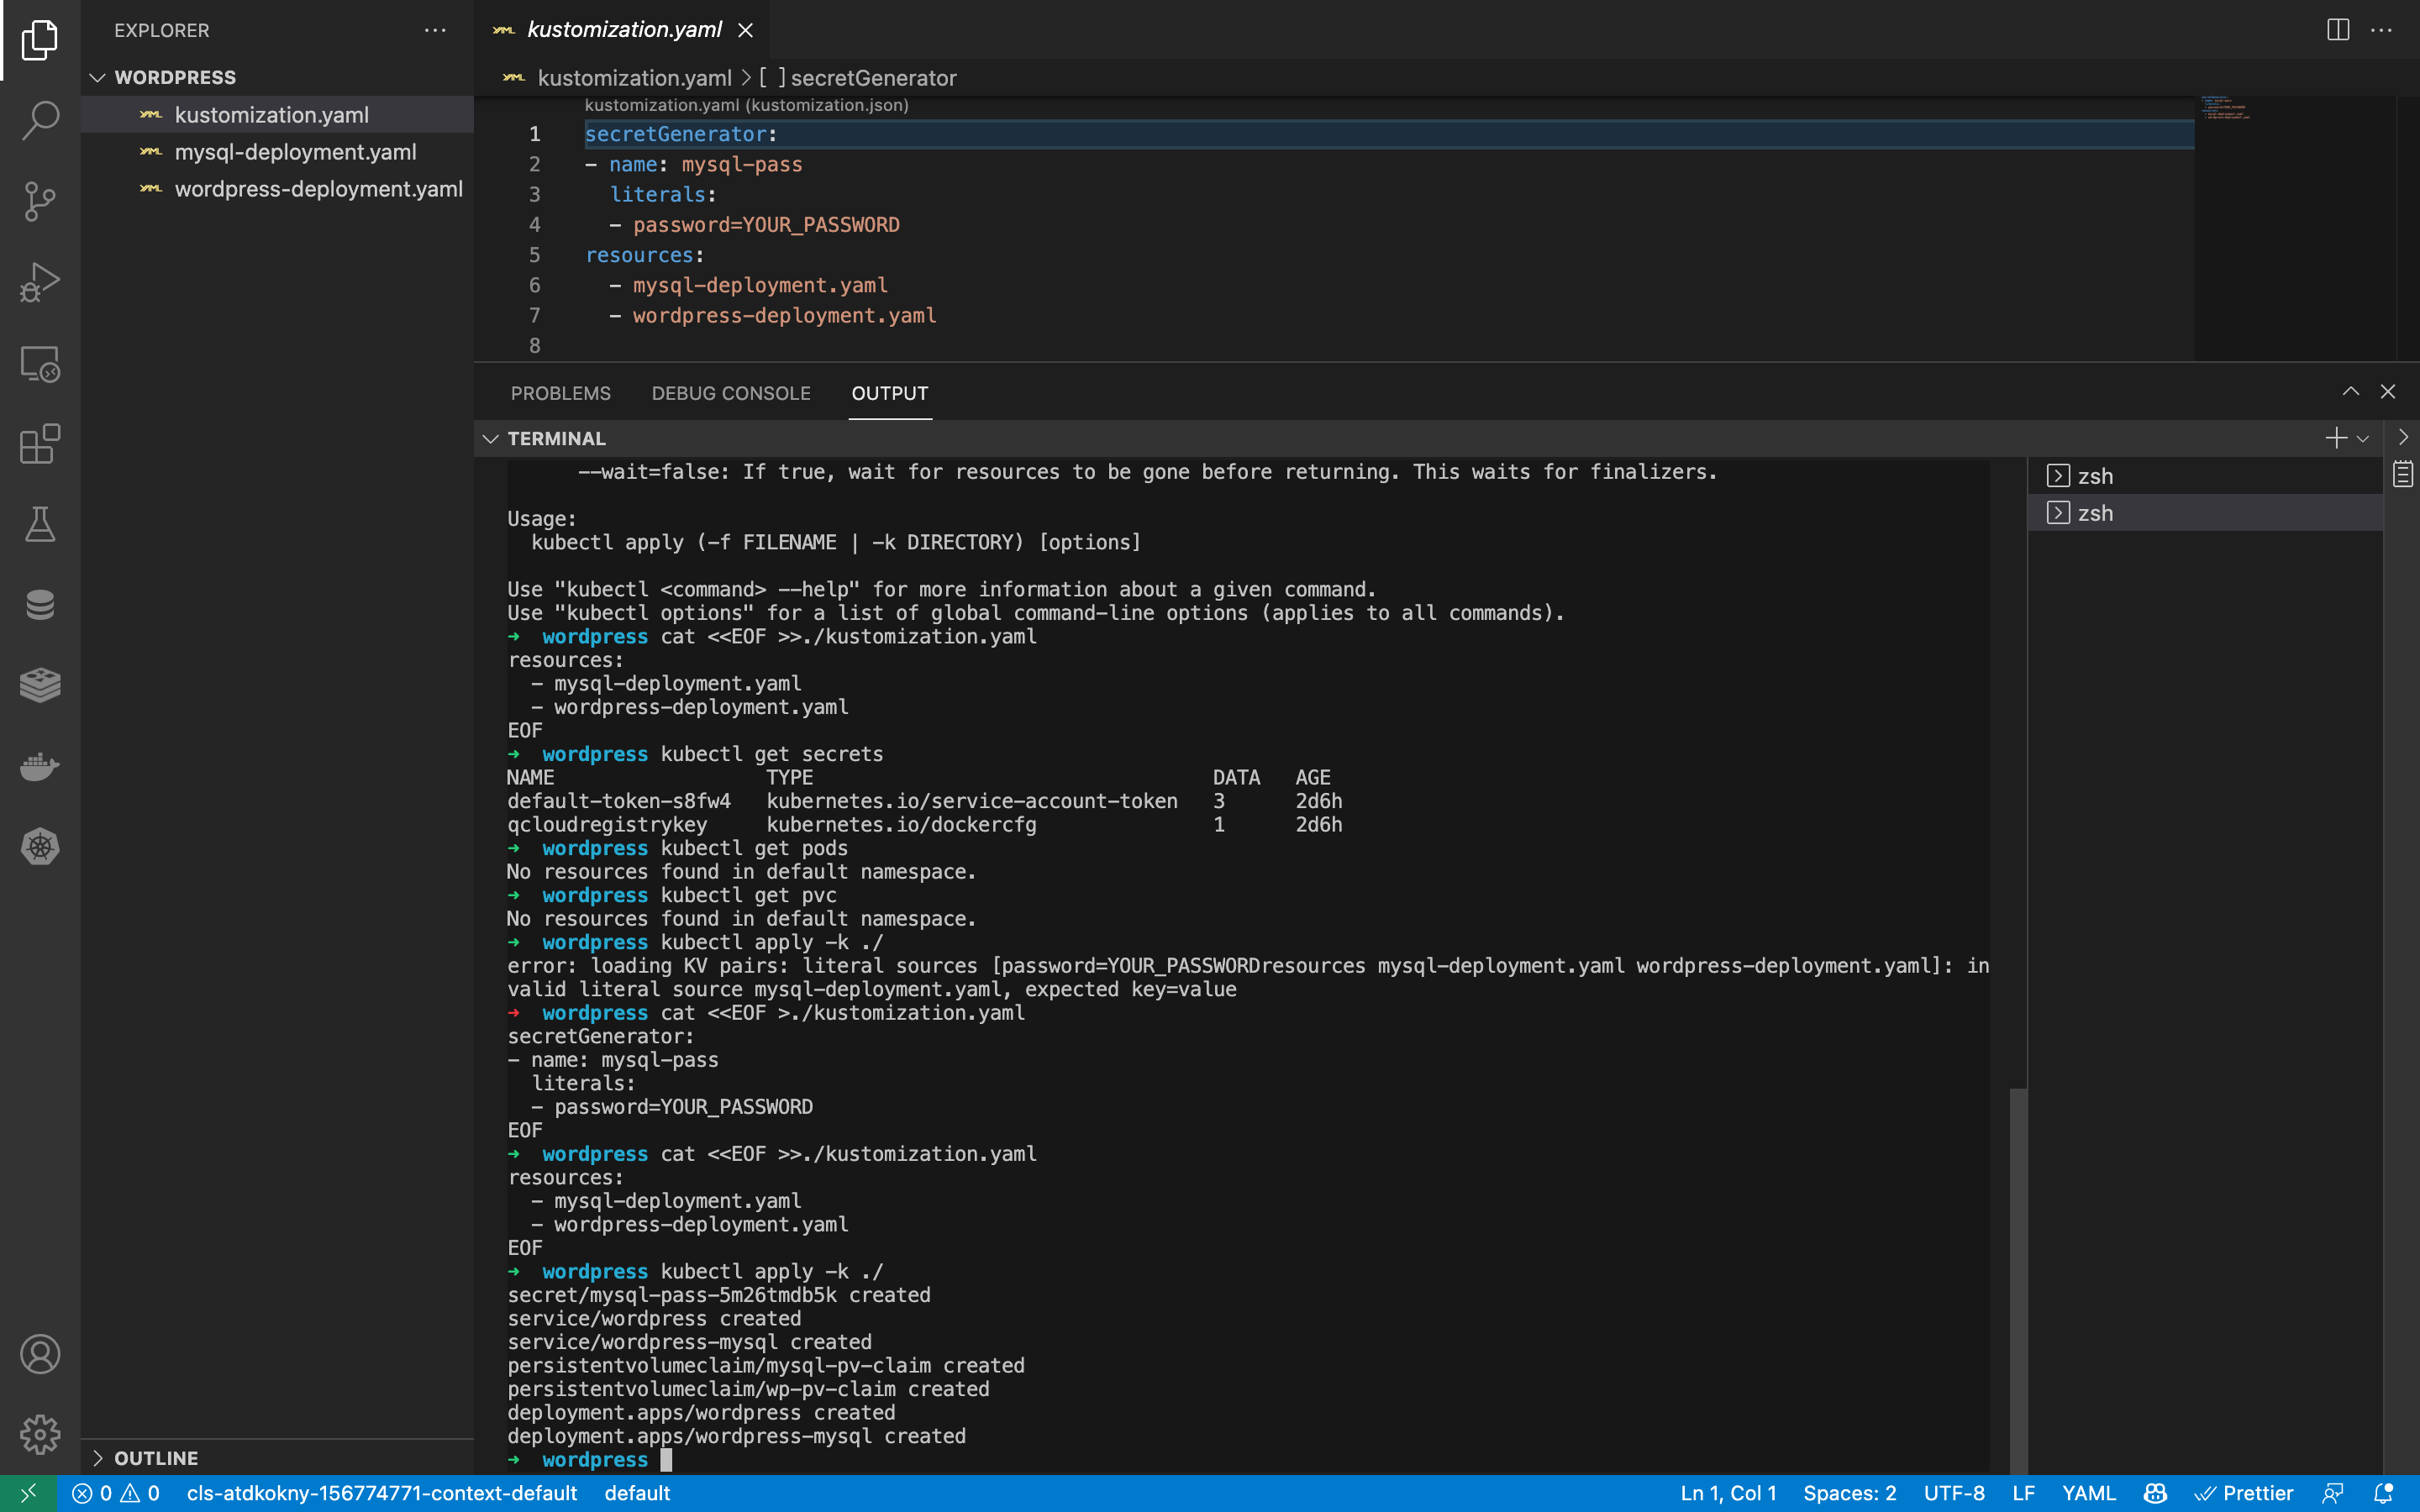 EXPLORER
WORDPRESS
kustomization.yaml
mysql-deployment.yaml
wordpress-deployment.yaml
OUTLINE
kustomization.yaml
kustomization.yaml > [ ] secretGenerator
kustomization.yaml (kustomization.json)
1 secretGenerator:
2 - name: mysql-pass
3   literals:
4   - password=YOUR_PASSWORD
5 resources:
6   - mysql-deployment.yaml
7   - wordpress-deployment.yaml
8
PROBLEMS DEBUG CONSOLE OUTPUT
TERMINAL
      --wait=false: If true, wait for resources to be gone before returning. This waits for finalizers.
Usage:
  kubectl apply (-f FILENAME | -k DIRECTORY) [options]
Use "kubectl <command> --help" for more information about a given command.
Use "kubectl options" for a list of global command-line options (applies to all commands).
➜  wordpress cat <<EOF >>./kustomization.yaml
resources:
  - mysql-deployment.yaml
  - wordpress-deployment.yaml
EOF
➜  wordpress kubectl get secrets
NAME                  TYPE                                  DATA   AGE
default-token-s8fw4   kubernetes.io/service-account-token   3      2d6h
qcloudregistrykey     kubernetes.io/dockercfg               1      2d6h
➜  wordpress kubectl get pods
No resources found in default namespace.
➜  wordpress kubectl get pvc
No resources found in default namespace.
➜  wordpress kubectl apply -k ./
error: loading KV pairs: literal sources [password=YOUR_PASSWORDresources mysql-deployment.yaml wordpress-deployment.yaml]: in
valid literal source mysql-deployment.yaml, expected key=value
➜  wordpress cat <<EOF >./kustomization.yaml
secretGenerator:
- name: mysql-pass
  literals:
  - password=YOUR_PASSWORD
EOF
➜  wordpress cat <<EOF >>./kustomization.yaml
resources:
  - mysql-deployment.yaml
  - wordpress-deployment.yaml
EOF
➜  wordpress kubectl apply -k ./
secret/mysql-pass-5m26tmdb5k created
service/wordpress created
service/wordpress-mysql created
persistentvolumeclaim/mysql-pv-claim created
persistentvolumeclaim/wp-pv-claim created
deployment.apps/wordpress created
deployment.apps/wordpress-mysql created
➜  wordpress
zsh
zsh
0 0 cls-atdkokny-156774771-context-default default Ln 1, Col 1 Spaces: 2 UTF-8 LF YAML Prettier